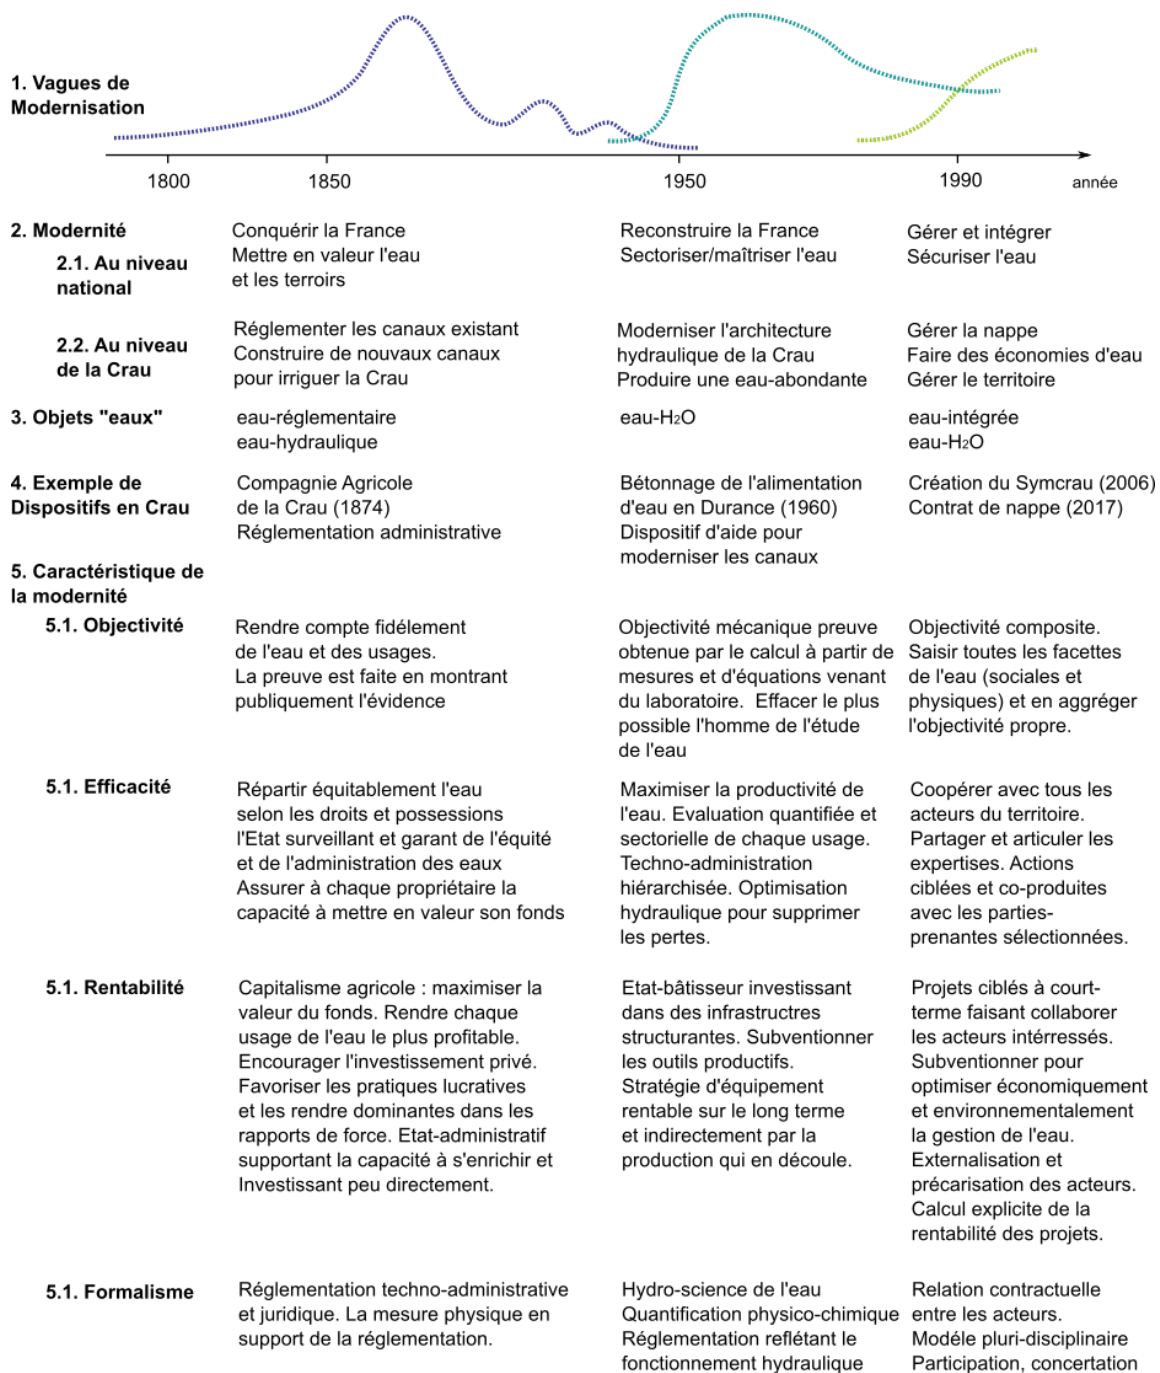 1. Vagues de
Modernisation
1800
1850
1950
1990
année
2. Modernité
2.1. Au niveau
national
Conquérir la France
Mettre en valeur l'eau
et les terroirs
Reconstruire la France
Sectoriser/maîtriser l'eau
Gérer et intégrer
Sécuriser l'eau
2.2. Au niveau
de la Crau
Réglementer les canaux existant
Construire de nouvaux canaux
pour irriguer la Crau
Moderniser l'architecture
hydraulique de la Crau
Produire une eau-abondante
Gérer la nappe
Faire des économies d'eau
Gérer le territoire
3. Objets "eaux"
eau-réglementaire
eau-hydraulique
eau-H2O
eau-intégrée
eau-H2O
4. Exemple de
Dispositifs en Crau
Compagnie Agricole
de la Crau (1874)
Réglementation administrative
Bétonnage de l'alimentation
d'eau en Durance (1960)
Dispositif d'aide pour
moderniser les canaux
Création du Symcrau (2006)
Contrat de nappe (2017)
5. Caractéristique de
la modernité
5.1. Objectivité
Rendre compte fidélement
de l'eau et des usages.
La preuve est faite en montrant
publiquement l'évidence
Objectivité mécanique preuve
obtenue par le calcul à partir de
mesures et d'équations venant
du laboratoire.  Effacer le plus
possible l'homme de l'étude
de l'eau
Objectivité composite.
Saisir toutes les facettes
de l'eau (sociales et
physiques) et en aggréger
l'objectivité propre.
5.1. Efficacité
Répartir équitablement l'eau
selon les droits et possessions
l'Etat surveillant et garant de l'équité
et de l'administration des eaux
Assurer à chaque propriétaire la
capacité à mettre en valeur son fonds
Maximiser la productivité de
l'eau. Evaluation quantifiée et
sectorielle de chaque usage.
Techno-administration
hiérarchisée. Optimisation
hydraulique pour supprimer
les pertes.
Coopérer avec tous les
acteurs du territoire.
Partager et articuler les
expertises. Actions
ciblées et co-produites
avec les parties-
prenantes sélectionnées.
5.1. Rentabilité
Capitalisme agricole : maximiser la
valeur du fonds. Rendre chaque
usage de l'eau le plus profitable.
Encourager l'investissement privé.
Favoriser les pratiques lucratives
et les rendre dominantes dans les
rapports de force. Etat-administratif
supportant la capacité à s'enrichir et
Investissant peu directement.
Etat-bâtisseur investissant
dans des infrastructres
structurantes. Subventionner
les outils productifs.
Stratégie d'équipement
rentable sur le long terme
et indirectement par la
production qui en découle.
Projets ciblés à court-
terme faisant collaborer
les acteurs intérressés.
Subventionner pour
optimiser économiquement
et environnementalement
la gestion de l'eau.
Externalisation et
précarisation des acteurs.
Calcul explicite de la
rentabilité des projets.
5.1. Formalisme
Réglementation techno-administrative
et juridique. La mesure physique en
support de la réglementation.
Hydro-science de l'eau
Quantification physico-chimique
Réglementation reflétant le
fonctionnement hydraulique
Relation contractuelle
entre les acteurs.
Modéle pluri-disciplinaire
Participation, concertation